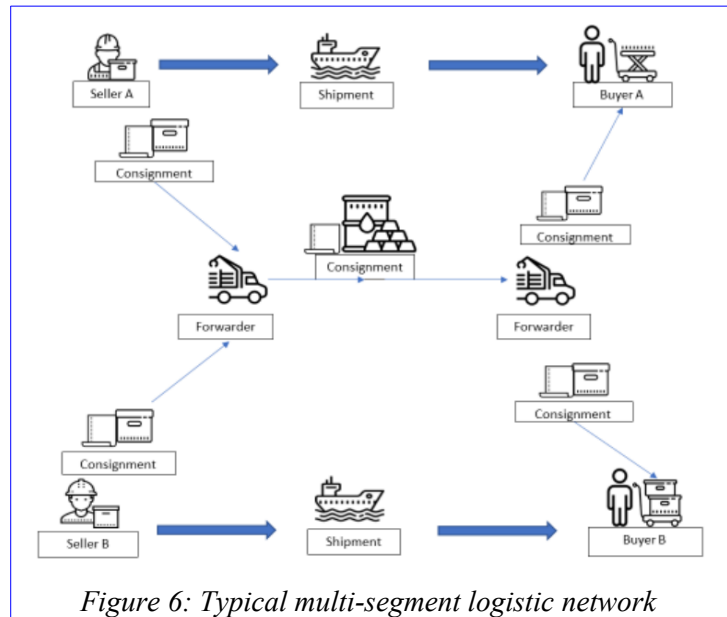 Seller A
Shipment
Buyer A
Consignment
Consignment
Consignment
Forwarder
Forwarder
Consignment
Consignment
Seller B
Shipment
Buyer B
Figure 6: Typical multi-segment logistic network